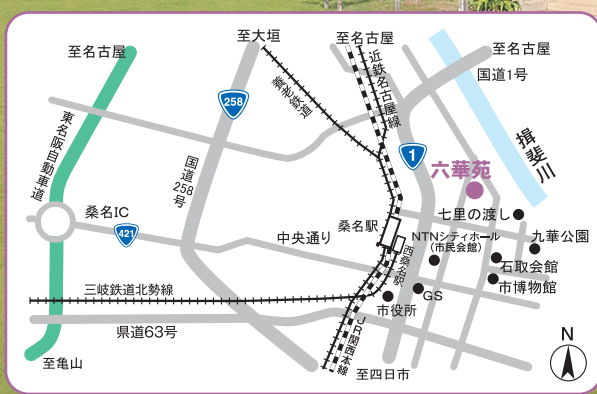 至名古屋
至大垣
至名古屋
至名古屋
国道1号
近鉄名古屋線
養老鉄道
258
1
東名阪自動車道
国道258号
揖斐川
六華苑
桑名IC
421
中央通り
桑名駅
西桑名駅
七里の渡し
NTNシティホール
(市民会館)
九華公園
石取会館
市博物館
三岐鉄道北勢線
市役所
GS
県道63号
JR関西本線
至亀山
至四日市
N